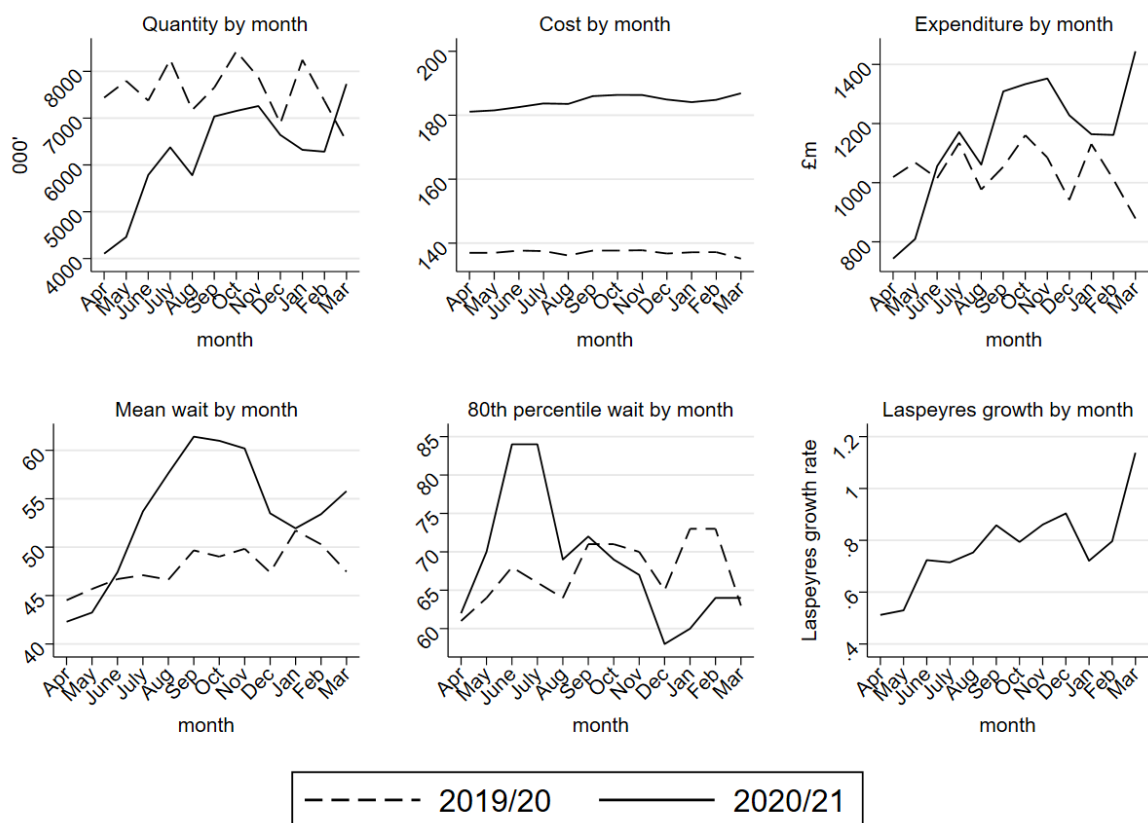 Quantity by month
000'
8000
7000
6000
5000
4000
Apr
May
June
July
Aug
Sep
Oct
Nov
Dec
Jan
Feb
Mar
month
Cost by month
200
180
160
140
Apr
May
June
July
Aug
Sep
Oct
Nov
Dec
Jan
Feb
Mar
month
Expenditure by month
£m
1400
1200
1000
800
Apr
May
June
July
Aug
Sep
Oct
Nov
Dec
Jan
Feb
Mar
month
Mean wait by month
60
55
50
45
40
Apr
May
June
July
Aug
Sep
Oct
Nov
Dec
Jan
Feb
Mar
month
80th percentile wait by month
85
80
75
70
65
60
Apr
May
June
July
Aug
Sep
Oct
Nov
Dec
Jan
Feb
Mar
month
Laspeyres growth by month
Laspeyres growth rate
1.2
1
.8
.6
.4
Apr
May
June
July
Aug
Sep
Oct
Nov
Dec
Jan
Feb
Mar
month
2019/20
2020/21